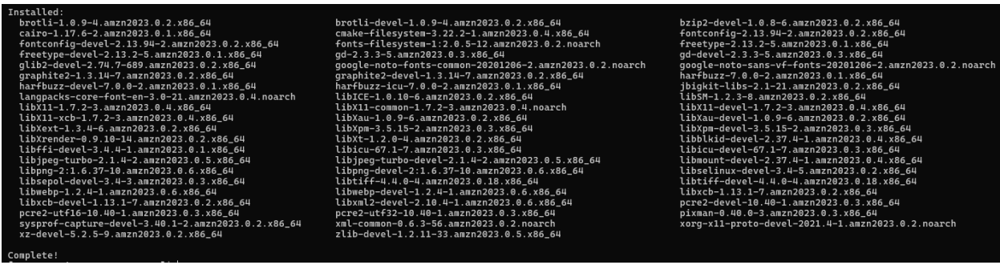 Installed:
brotli-1.0.9-4.amzn2023.0.2.x86_64 brotli-devel-1.0.9-4.amzn2023.0.2.x86_64 bzip2-devel-1.0.8-6.amzn2023.0.2.x86_64
cairo-1.17.6-2.amzn2023.0.1.x86_64 cmake-filesystem-3.22.2-1.amzn2023.0.4.x86_64 fontconfig-2.13.94-2.amzn2023.0.2.x86_64
fontconfig-devel-2.13.94-2.amzn2023.0.2.x86_64 fonts-filesystem-1:2.0.5-12.amzn2023.0.2.noarch freetype-2.13.2-5.amzn2023.0.1.x86_64
freetype-devel-2.13.2-5.amzn2023.0.1.x86_64 gd-2.3.3-5.amzn2023.0.3.x86_64 gd-devel-2.3.3-5.amzn2023.0.3.x86_64
glib2-devel-2.74.7-689.amzn2023.0.2.x86_64 google-noto-fonts-common-20201206-2.amzn2023.0.2.noarch google-noto-sans-vf-fonts-20201206-2.amzn2023.0.2.noarch
graphite2-1.3.14-7.amzn2023.0.2.x86_64 graphite2-devel-1.3.14-7.amzn2023.0.2.x86_64 harfbuzz-7.0.0-2.amzn2023.0.1.x86_64
harfbuzz-devel-7.0.0-2.amzn2023.0.1.x86_64 harfbuzz-icu-7.0.0-2.amzn2023.0.1.x86_64 jbigkit-libs-2.1-21.amzn2023.0.2.x86_64
langpacks-core-font-en-3.0-21.amzn2023.0.4.noarch libICE-1.0.10-6.amzn2023.0.2.x86_64 libSM-1.2.3-8.amzn2023.0.2.x86_64
libX11-1.7.2-3.amzn2023.0.4.x86_64 libX11-common-1.7.2-3.amzn2023.0.4.noarch libX11-devel-1.7.2-3.amzn2023.0.4.x86_64
libX11-xcb-1.7.2-3.amzn2023.0.4.x86_64 libXau-1.0.9-6.amzn2023.0.2.x86_64 libXau-devel-1.0.9-6.amzn2023.0.2.x86_64
libXext-1.3.4-6.amzn2023.0.2.x86_64 libXpm-3.5.15-2.amzn2023.0.3.x86_64 libXpm-devel-3.5.15-2.amzn2023.0.3.x86_64
libXrender-0.9.10-14.amzn2023.0.2.x86_64 libXt-1.2.0-4.amzn2023.0.2.x86_64 libblkid-devel-2.37.4-1.amzn2023.0.4.x86_64
libffi-devel-3.4.4-1.amzn2023.0.1.x86_64 libicu-67.1-7.amzn2023.0.3.x86_64 libicu-devel-67.1-7.amzn2023.0.3.x86_64
libjpeg-turbo-2.1.4-2.amzn2023.0.5.x86_64 libjpeg-turbo-devel-2.1.4-2.amzn2023.0.5.x86_64 libmount-devel-2.37.4-1.amzn2023.0.4.x86_64
libpng-2:1.6.37-10.amzn2023.0.6.x86_64 libpng-devel-2:1.6.37-10.amzn2023.0.6.x86_64 libselinux-devel-3.4-5.amzn2023.0.2.x86_64
libsepol-devel-3.4-3.amzn2023.0.3.x86_64 libtiff-4.4.0-4.amzn2023.0.18.x86_64 libtiff-devel-4.4.0-4.amzn2023.0.18.x86_64
libwebp-1.2.4-1.amzn2023.0.6.x86_64 libwebp-devel-1.2.4-1.amzn2023.0.6.x86_64 libxcb-1.13.1-7.amzn2023.0.2.x86_64
libxcb-devel-1.13.1-7.amzn2023.0.2.x86_64 libxml2-devel-2.10.4-1.amzn2023.0.6.x86_64 pcre2-devel-10.40-1.amzn2023.0.3.x86_64
pcre2-utf16-10.40-1.amzn2023.0.3.x86_64 pcre2-utf32-10.40-1.amzn2023.0.3.x86_64 pixman-0.40.0-3.amzn2023.0.3.x86_64
sysprof-capture-devel-3.40.1-2.amzn2023.0.2.x86_64 xml-common-0.6.3-56.amzn2023.0.2.noarch xorg-x11-proto-devel-2021.4-1.amzn2023.0.2.noarch
xz-devel-5.2.5-9.amzn2023.0.2.x86_64 zlib-devel-1.2.11-33.amzn2023.0.5.x86_64
Complete!